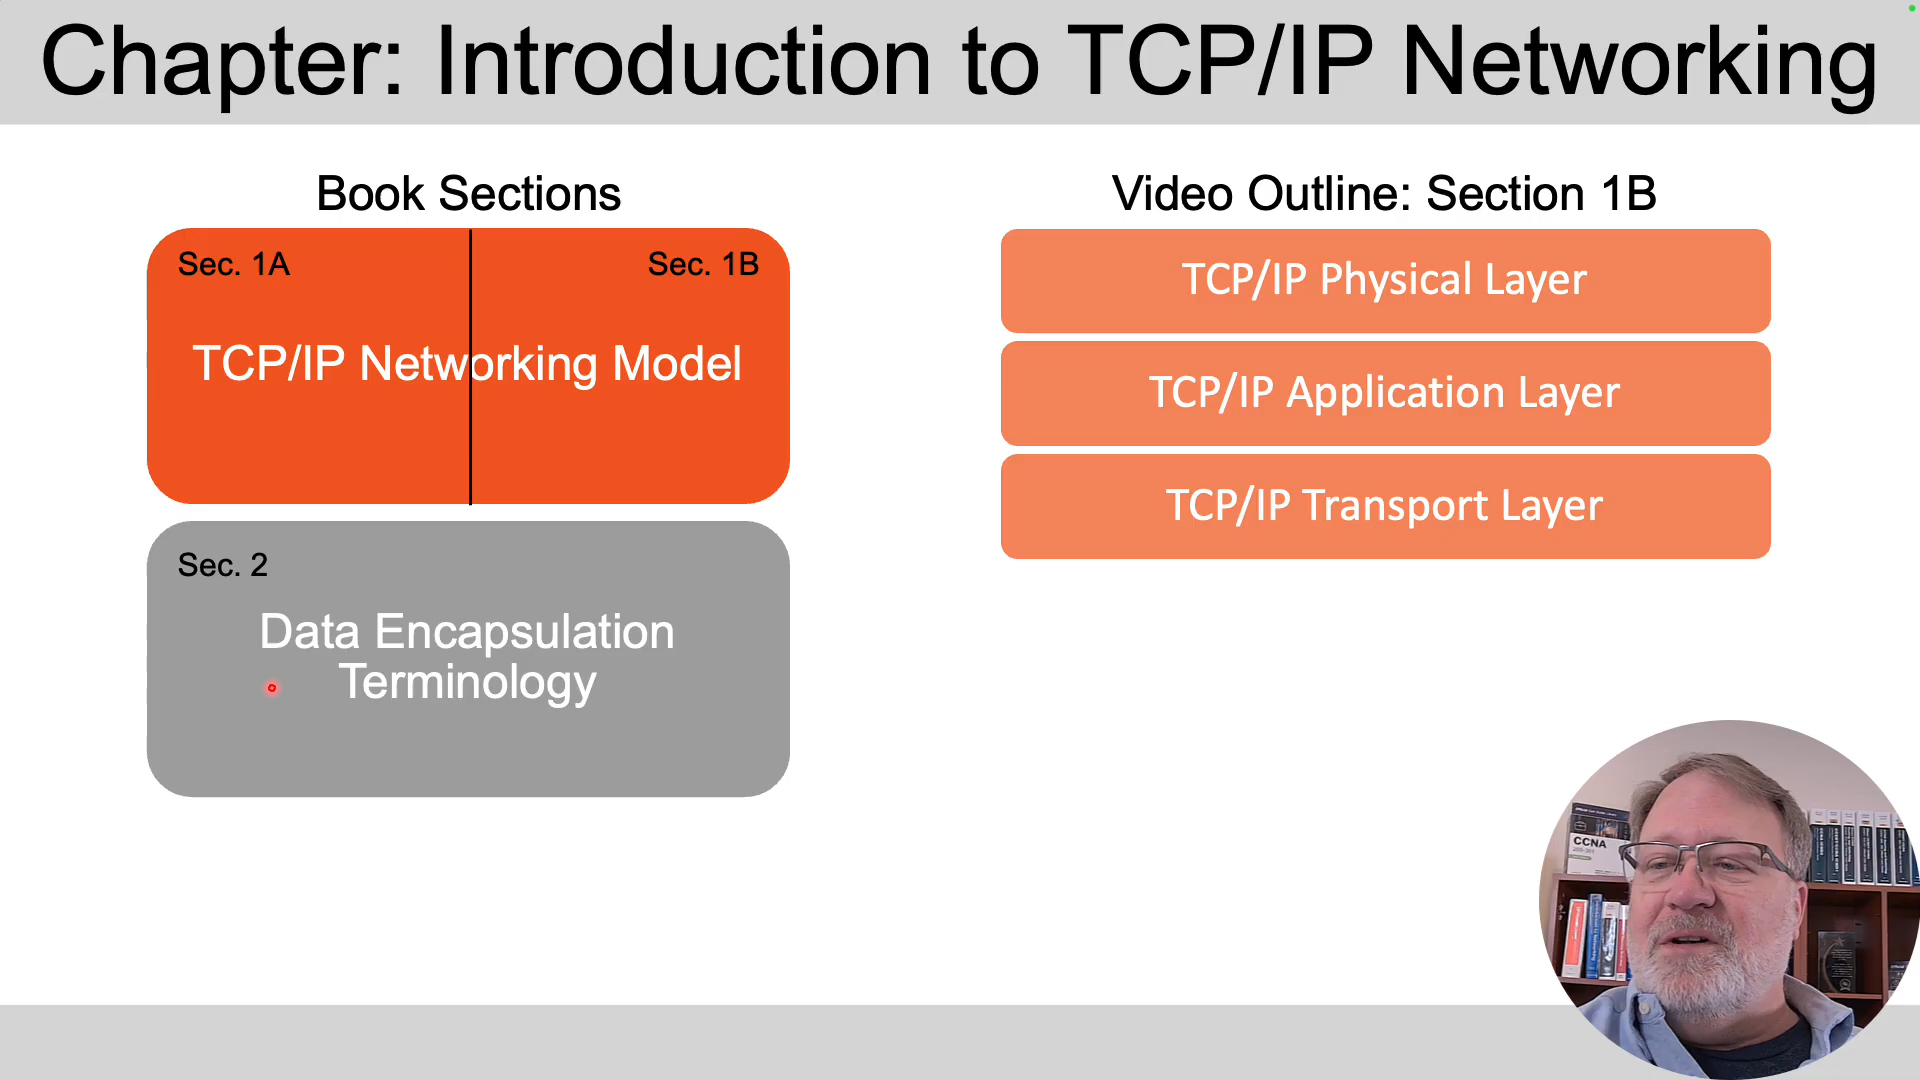 Chapter: Introduction to TCP/IP Networking
Book Sections
Sec. 1A
Sec. 1B
TCP/IP Networking Model
Sec. 2
Data Encapsulation
Terminology
Video Outline: Section 1B
TCP/IP Physical Layer
TCP/IP Application Layer
TCP/IP Transport Layer
CCNA